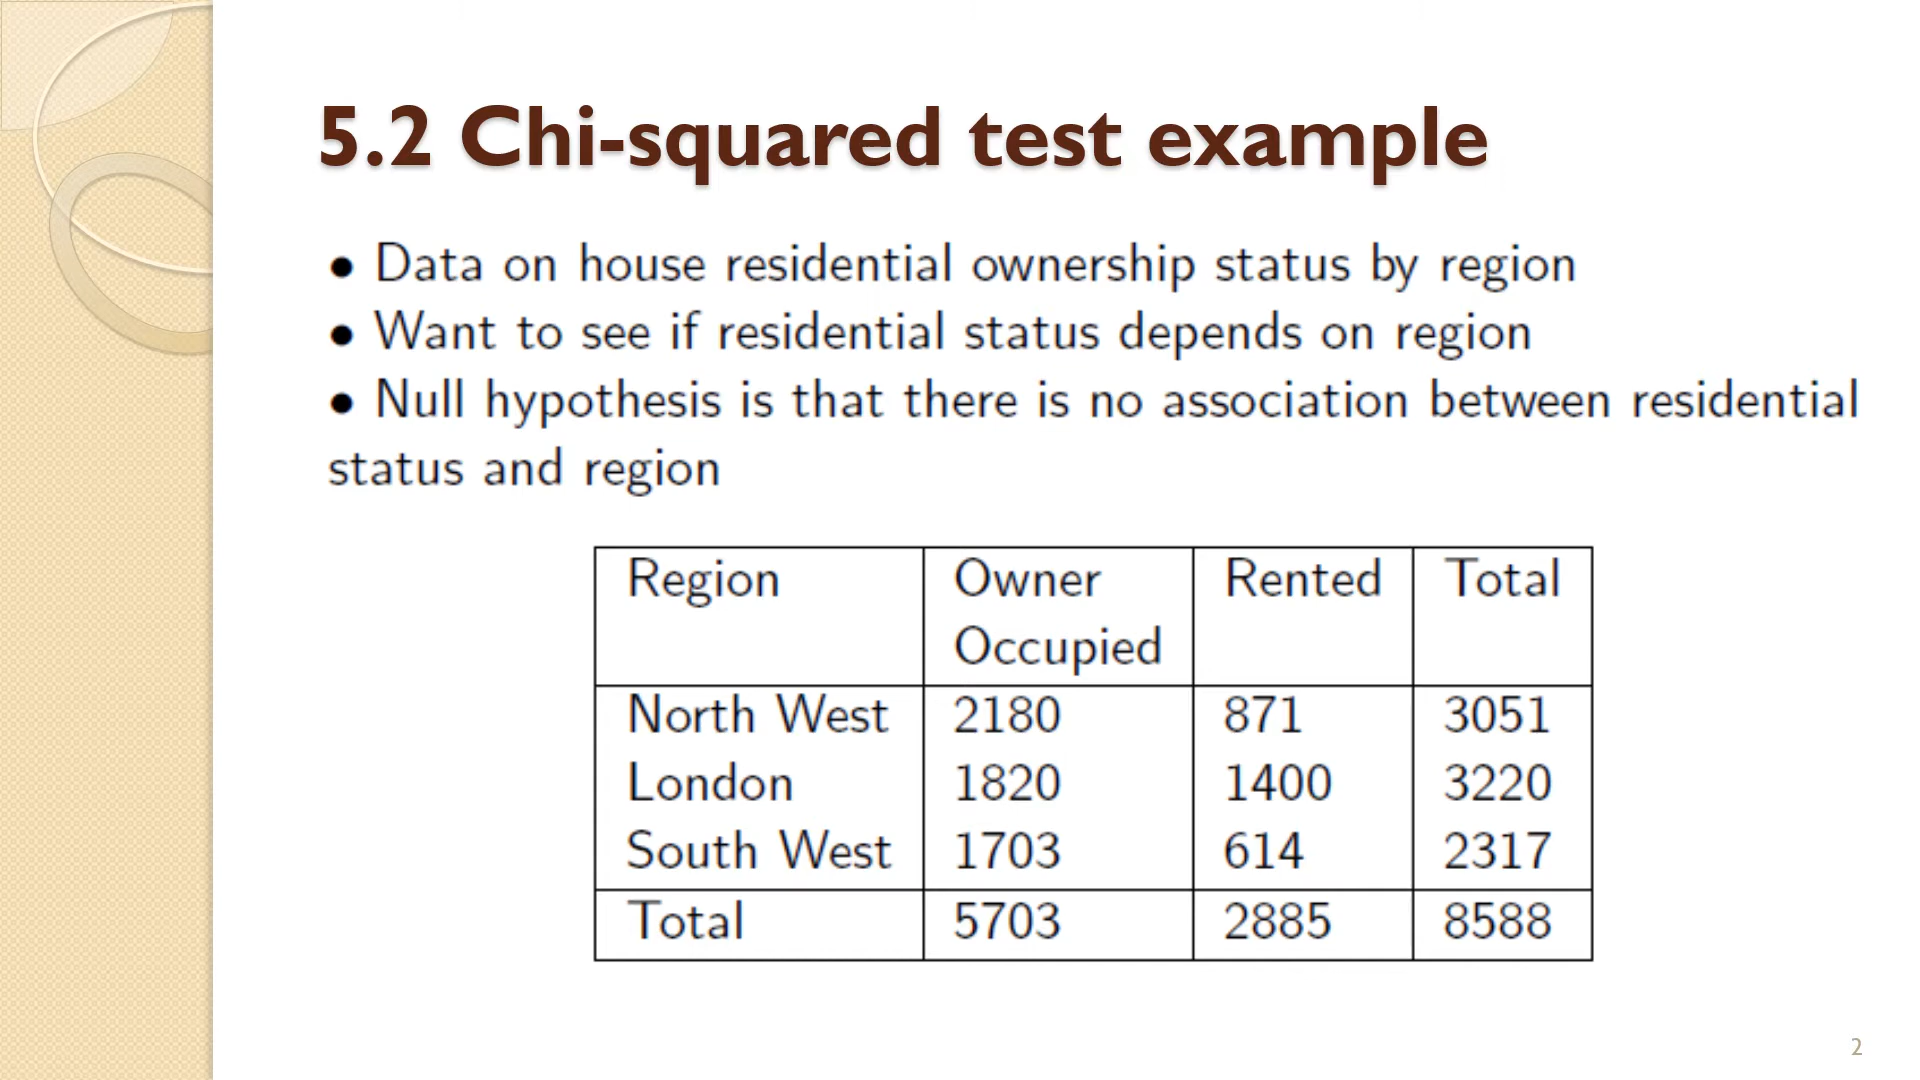 5.2 Chi-squared test example
• Data on house residential ownership status by region
• Want to see if residential status depends on region
• Null hypothesis is that there is no association between residential
status and region
Region Owner Rented Total
Occupied
North West 2180 871 3051
London 1820 1400 3220
South West 1703 614 2317
Total 5703 2885 8588
2